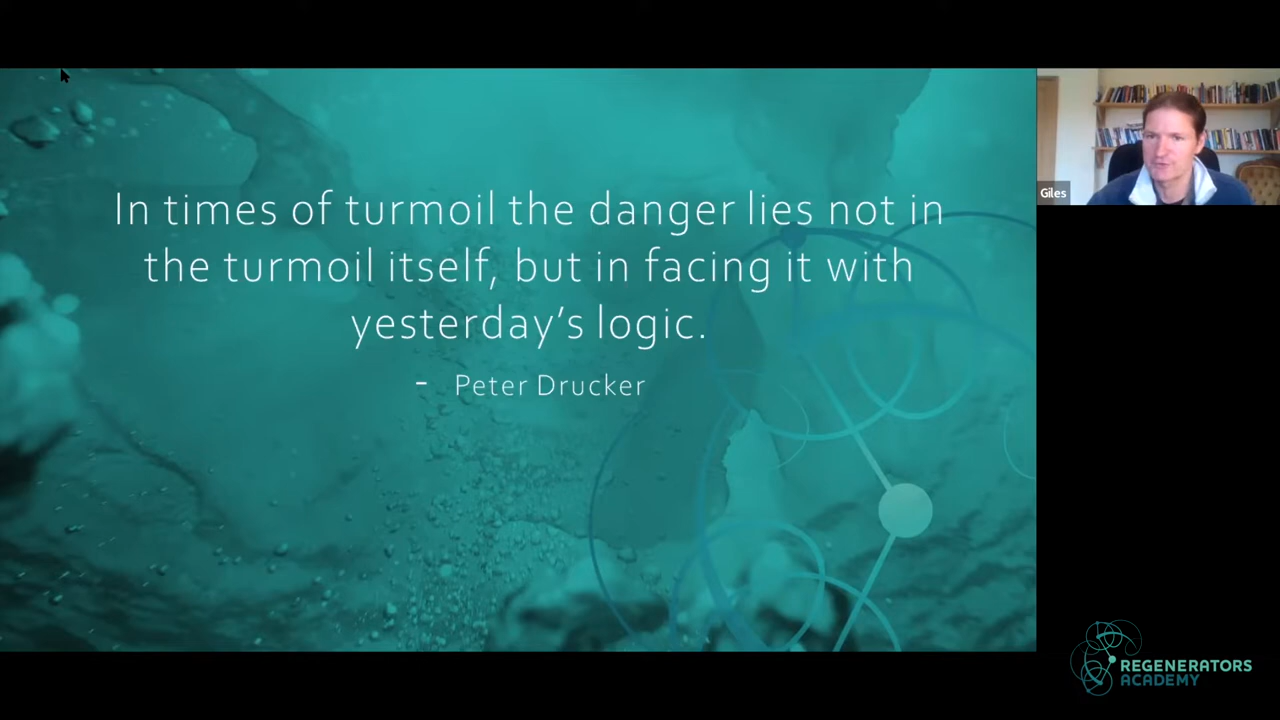 In times of turmoil the danger lies not in
the turmoil itself, but in facing it with
yesterday’s logic.
- Peter Drucker
Giles
REGENERATORS
ACADEMY